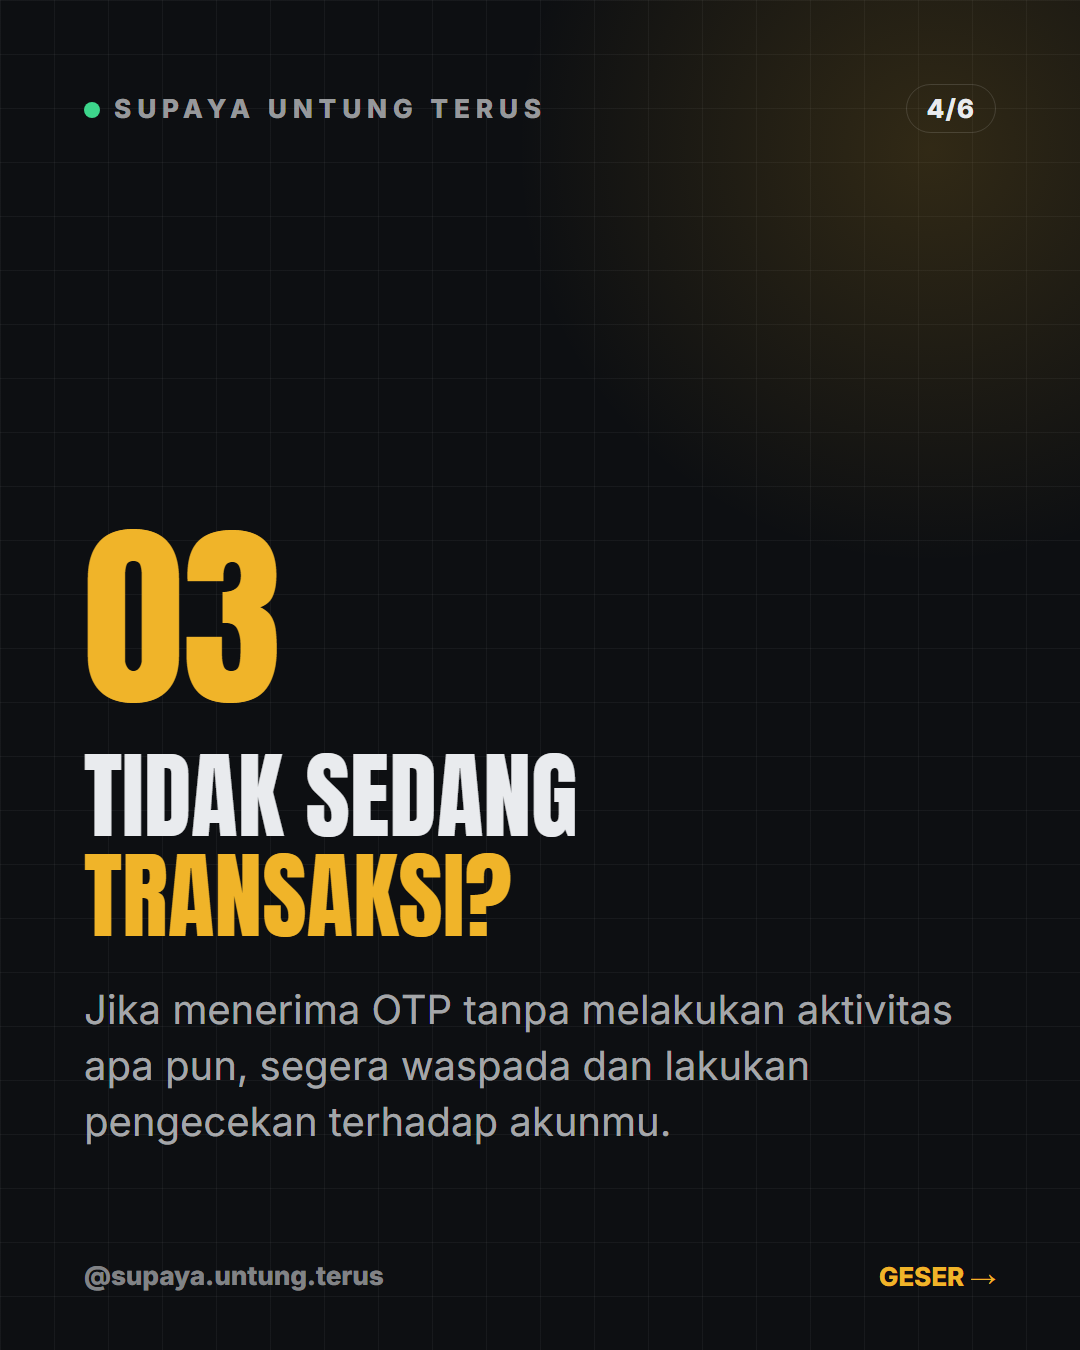 SUPAYA UNTUNG TERUS
4/6
03
TIDAK SEDANG
TRANSAKSI?
Jika menerima OTP tanpa melakukan aktivitas
apa pun, segera waspada dan lakukan
pengecekan terhadap akunmu.
@supaya.untung.terus
GESER →